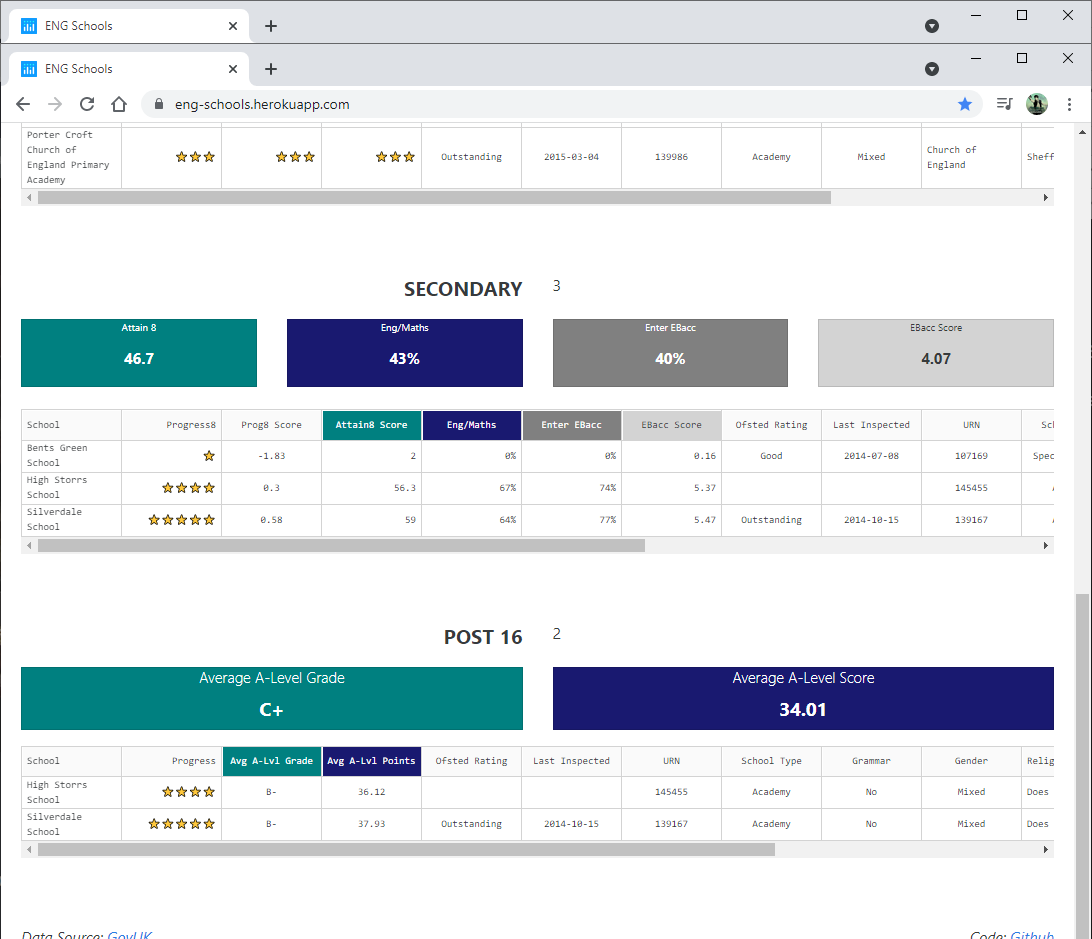 ENG Schools
ENG Schools
eng-schools.herokuapp.com
Porter Croft
Church of
England Primary
Academy
Outstanding 2015-03-04 139986 Academy Mixed Church of England Sheff
SECONDARY 3
Attain 8 Eng/Maths Enter EBacc EBacc Score
46.7 43% 40% 4.07
School Progress8 Prog8 Score Attain8 Score Eng/Maths Enter EBacc EBacc Score Ofsted Rating Last Inspected URN Sch
Bents Green School -1.83 2 0% 0% 0.16 Good 2014-07-08 107169 Spec
High Storrs School 0.3 56.3 67% 74% 5.37 145455
Silverdale School 0.58 59 64% 77% 5.47 Outstanding 2014-10-15 139167
POST 16 2
Average A-Level Grade Average A-Level Score
C+ 34.01
School Progress Avg A-Lvl Grade Avg A-Lvl Points Ofsted Rating Last Inspected URN School Type Grammar Gender Relig
High Storrs School B- 36.12 145455 Academy No Mixed Does
Silverdale School B- 37.93 Outstanding 2014-10-15 139167 Academy No Mixed Does
Data Source: GovUK Code: Github